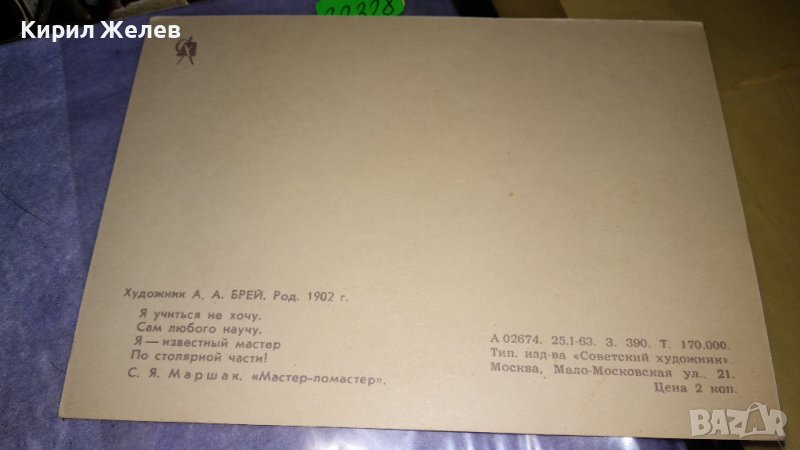 Кирил Желев
Художник А. А. БРЕЙ. Род. 1902 г.
Я учиться не хочу.
Сам любого научу.
Я — известный мастер
По столярной части!
С. Я. Маршак. «Мастер-ломастер».
А 02674. 25.I-63. З. 390. Т. 170.000.
Тип. изд-ва «Советский художник».
Москва, Мало-Московская ул., 21.
Цена 2 коп.
BAZAR